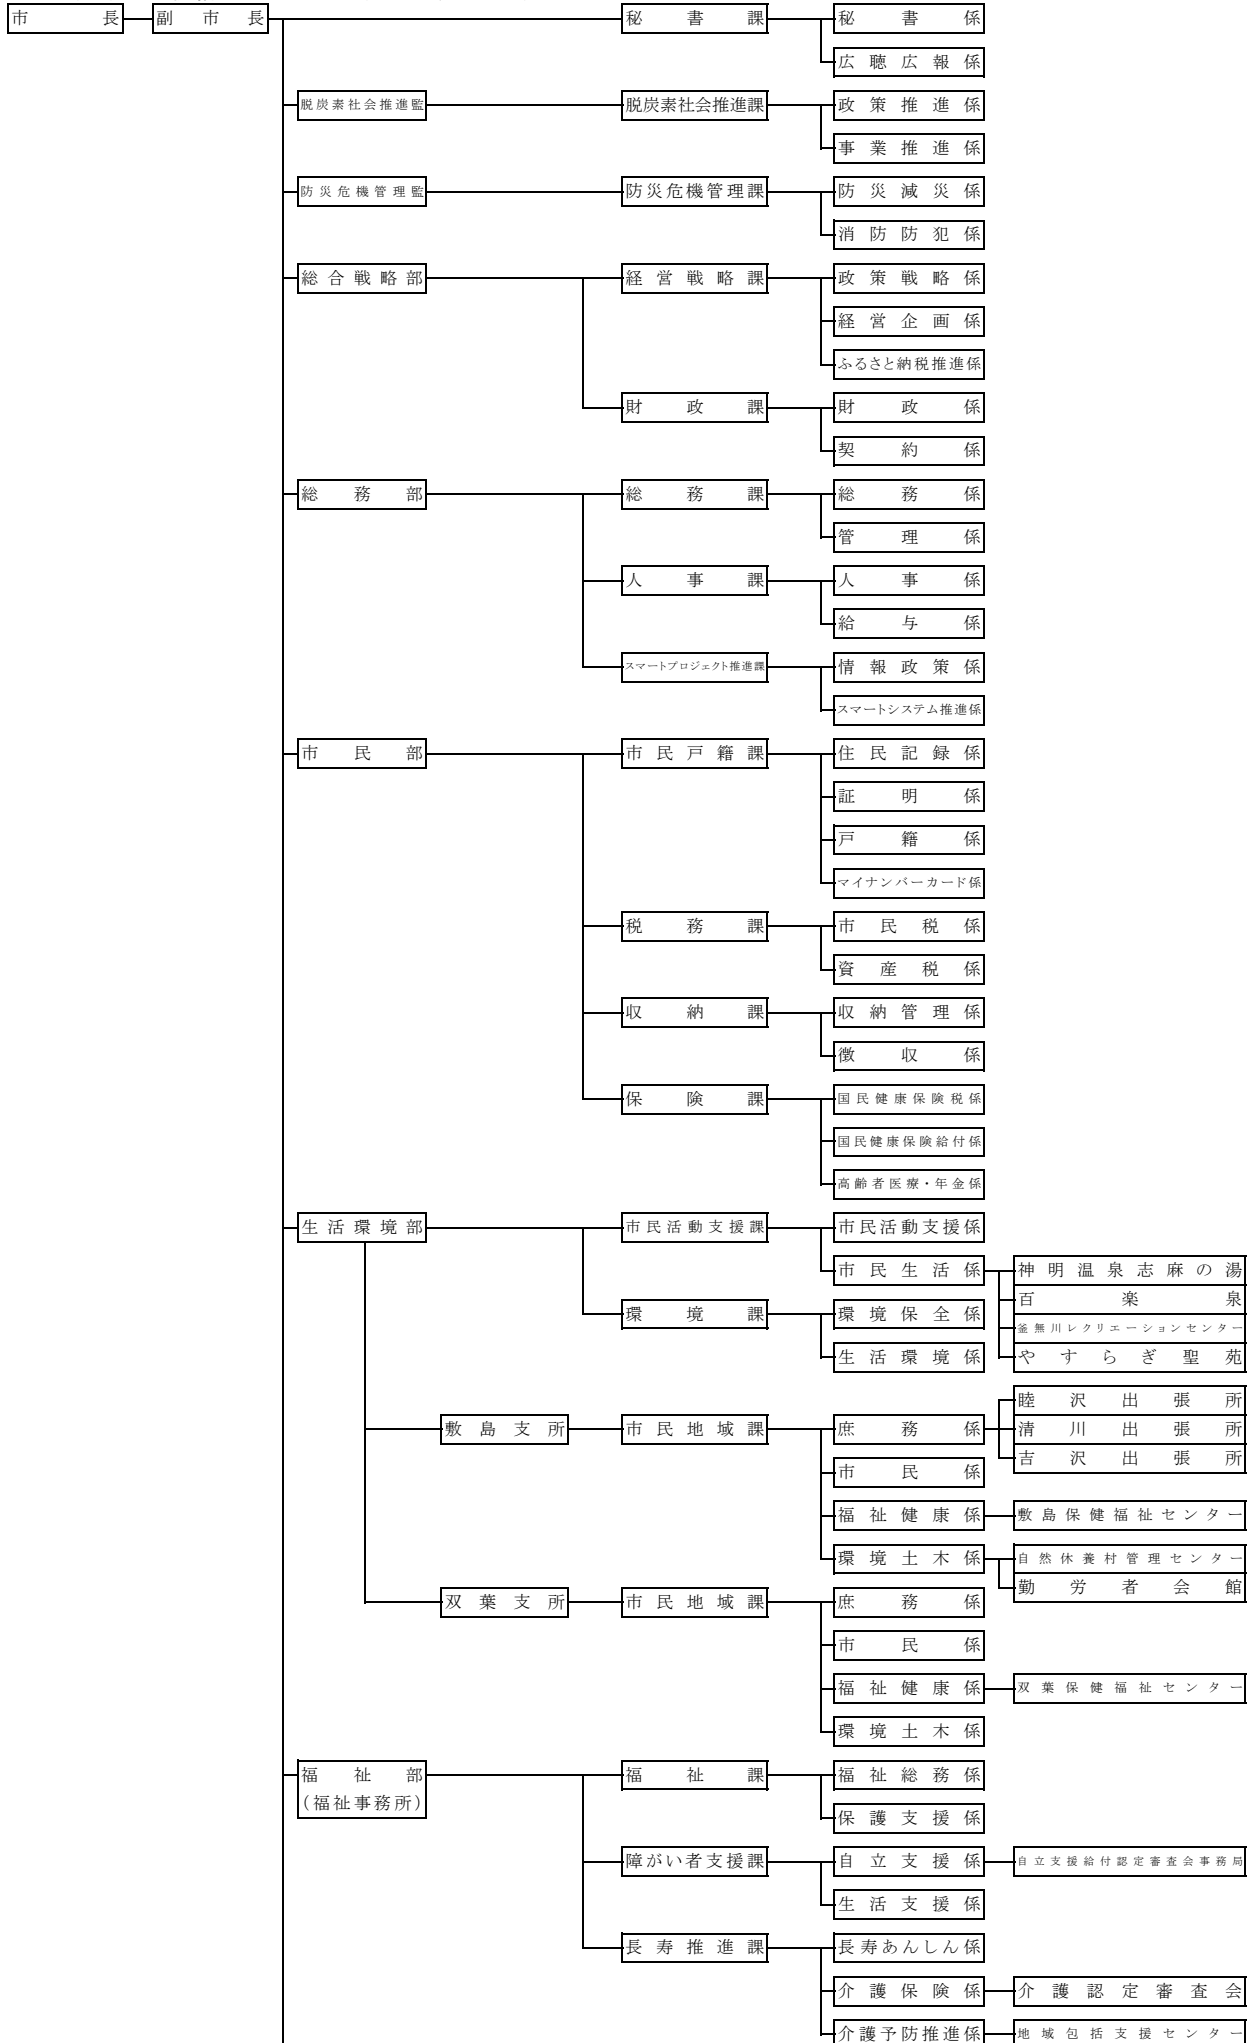 市長 副市長 秘書課 秘書係
広聴広報係
脱炭素社会推進監 脱炭素社会推進課 政策推進係
事業推進係
防災危機管理監 防災危機管理課 防災減災係
消防防犯係
総合戦略部 経営戦略課 政策戦略係
経営企画係
ふるさと納税推進係
財政課 財政係
契約係
総務部 総務課 総務係
管理係
人事課 人事係
給与係
スマートプロジェクト推進課 情報政策係
スマートシステム推進係
市民部 市民戸籍課 住民記録係
証明係
戸籍係
マイナンバーカード係
税務課 市民税係
資産税係
収納課 収納管理係
徴収係
保険課 国民健康保険税係
国民健康保険給付係
高齢者医療・年金係
生活環境部 市民活動支援課 市民活動支援係
市民生活係 神明温泉志麻の湯
百楽泉
環境課 環境保全係 釜無川レクリエーションセンター
生活環境係 やすらぎ聖苑
睦沢出張所
敷島支所 市民地域課 庶務係 清川出張所
吉沢出張所
市民係
福祉健康係 敷島保健福祉センター
環境土木係 自然休養村管理センター
勤労者会館
双葉支所 市民地域課 庶務係
市民係
福祉健康係 双葉保健福祉センター
環境土木係
福祉部 福祉課 福祉総務係
(福祉事務所)
保護支援係
障がい者支援課 自立支援係 自立支援給付認定審査会事務局
生活支援係
長寿推進課 長寿あんしん係
介護保険係 介護認定審査会
介護予防推進係 地域包括支援センター